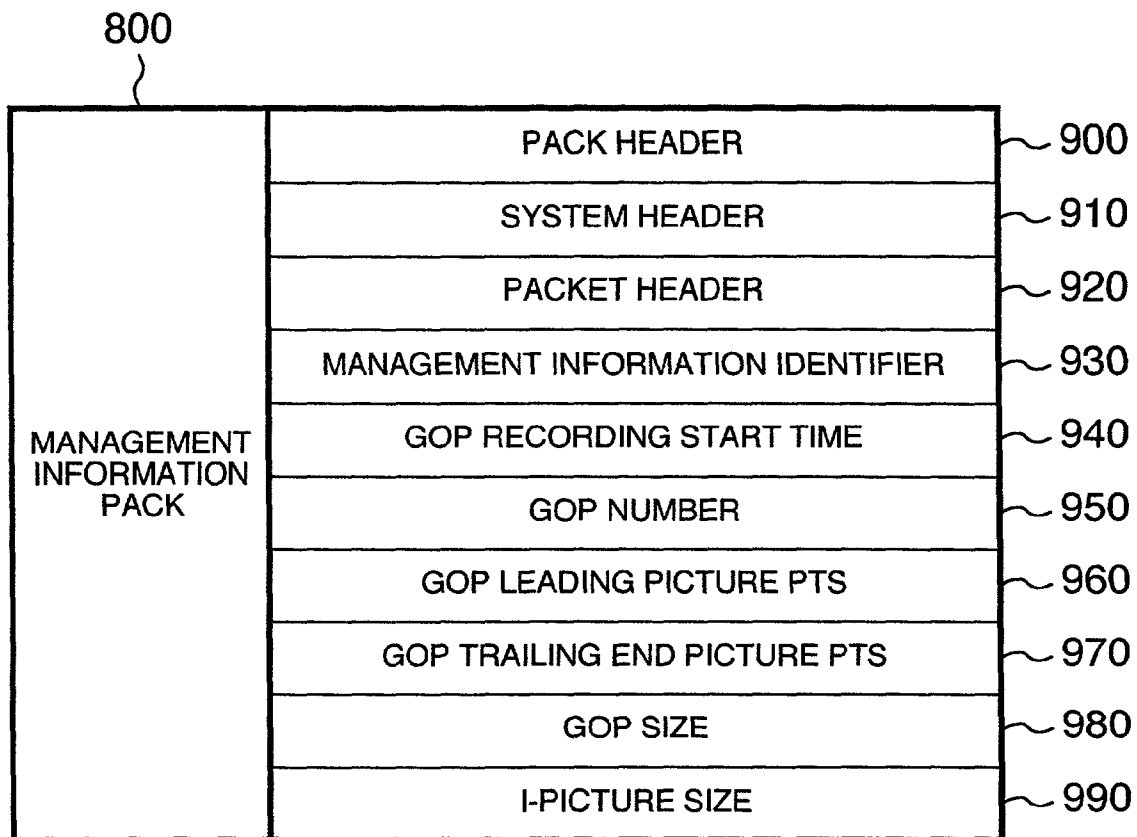 800
PACK HEADER 900
SYSTEM HEADER 910
PACKET HEADER 920
MANAGEMENT INFORMATION IDENTIFIER 930
MANAGEMENT
INFORMATION
PACK
GOP RECORDING START TIME 940
GOP NUMBER 950
GOP LEADING PICTURE PTS 960
GOP TRAILING END PICTURE PTS 970
GOP SIZE 980
I-PICTURE SIZE 990